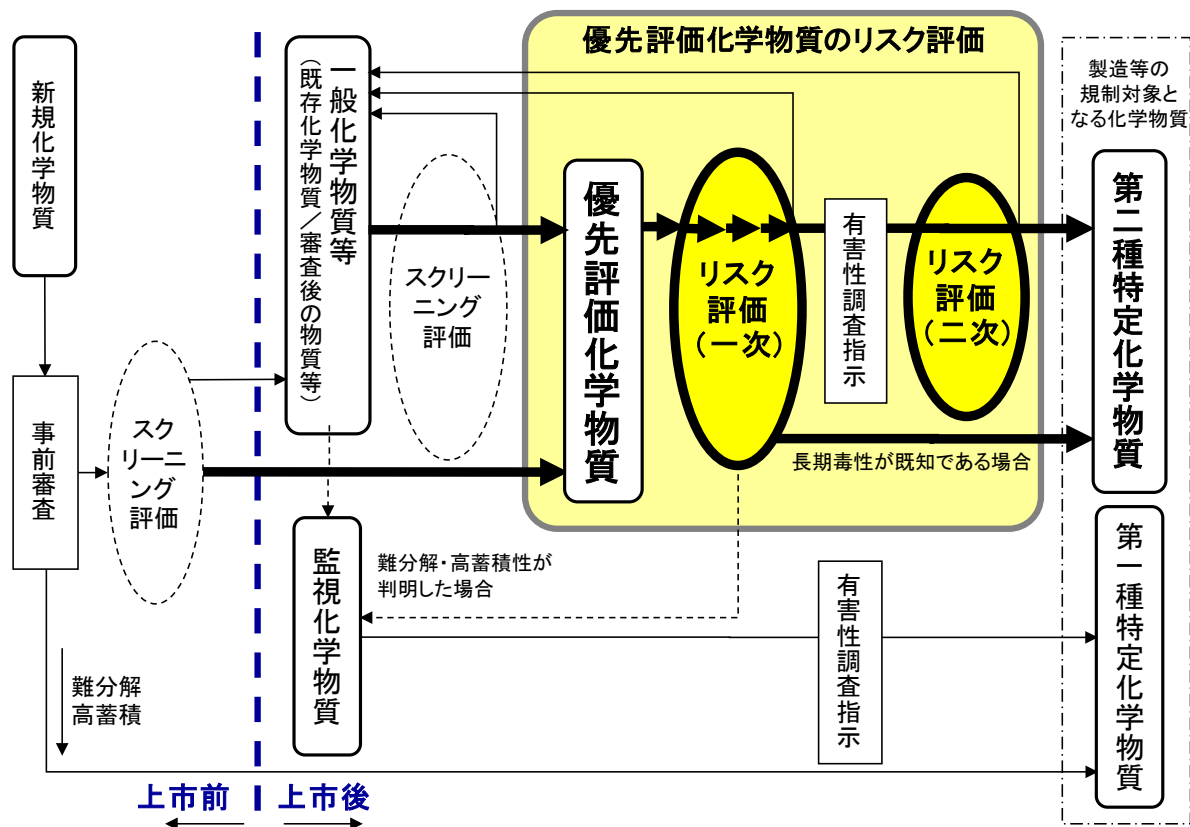 優先評価化学物質のリスク評価
新規化学物質
事前審査
スク
リーニ
ング
評価
一般化学物質等
（既存化学物質／審査後の物質等）
スクリー
ニング
評価
優先評価化学物質
リスク
評価
（一次）
有害性調査指示
リスク
評価
（二次）
製造等の
規制対象と
なる化学物質
第二種特定化学物質
長期毒性が既知である場合
監視化学物質
難分解・高蓄積性が
判明した場合
有害性調査指示
第一種特定化学物質
難分解
高蓄積
上市前
上市後